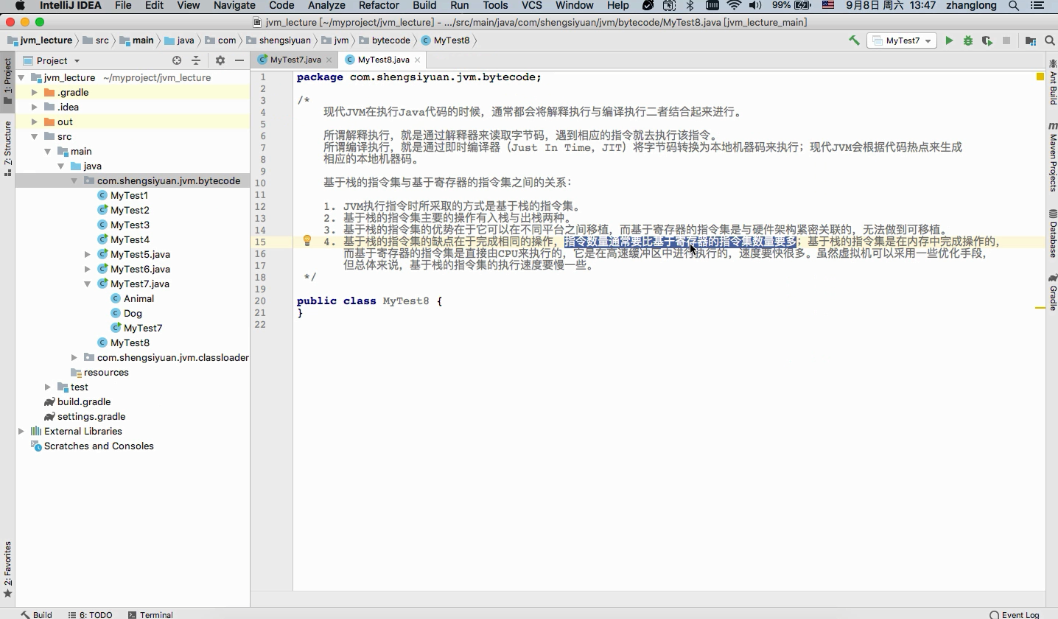 IntelliJ IDEA File Edit View Navigate Code Analyze Refactor Build Run Tools VCS Window Help 99% 9月8日 周六 13:47 zhanglong
jvm_lecture [~/myproject/jvm_lecture] - .../src/main/java/com/shengsiyuan/jvm/bytecode/MyTest8.java [jvm_lecture_main]
jvm_lecture src main java com shengsiyuan jvm bytecode MyTest8 MyTest7
Project MyTest7.java MyTest8.java
jvm_lecture ~/myproject/jvm_lecture
.gradle
.idea
out
src
main
java
com.shengsiyuan.jvm.bytecode
MyTest1
MyTest2
MyTest3
MyTest4
MyTest5.java
MyTest6.java
MyTest7.java
Animal
Dog
MyTest7
MyTest8
com.shengsiyuan.jvm.classloader
resources
test
build.gradle
settings.gradle
External Libraries
Scratches and Consoles
1 package com.shengsiyuan.jvm.bytecode;
2
3 /*
4 现代JVM在执行Java代码的时候，通常都会将解释执行与编译执行二者结合起来进行。
5
6 所谓解释执行，就是通过解释器来读取字节码，遇到相应的指令就去执行该指令。
7 所谓编译执行，就是通过即时编译器（Just In Time, JIT）将字节码转换为本地机器码来执行；现代JVM会根据代码热点来生成
8 相应的本地机器码。
9
10 基于栈的指令集与基于寄存器的指令集之间的关系：
11
12 1. JVM执行指令时所采取的方式是基于栈的指令集。
13 2. 基于栈的指令集主要的操作有入栈与出栈两种。
14 3. 基于栈的指令集的优势在于它可以在不同平台之间移植，而基于寄存器的指令集是与硬件架构紧密关联的，无法做到可移植。
15 4. 基于栈的指令集的缺点在于完成相同的操作，指令数量通常要比基于寄存器的指令集数量要多；基于栈的指令集是在内存中完成操作的，
16 而基于寄存器的指令集是直接由CPU来执行的，它是在高速缓冲区中进行执行的，速度要快很多。虽然虚拟机可以采用一些优化手段，
17 但总体来说，基于栈的指令集的执行速度要慢一些。
18 */
19
20 public class MyTest8 {
21 }
22
1: Project
Z: Structure
2: Favorites
Ant Build
Maven Projects
Database
Gradle
Build 6: TODO Terminal Event Log